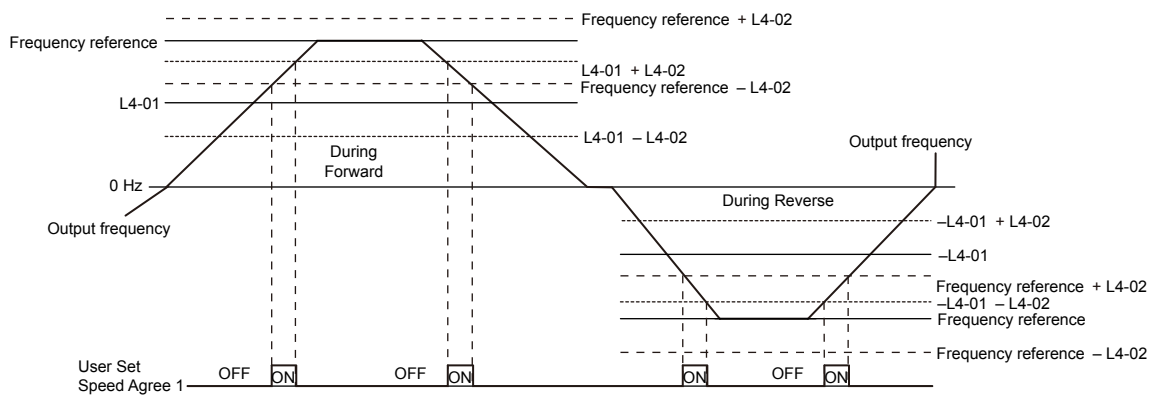 Frequency reference + L4-02
Frequency reference
L4-01 + L4-02
Frequency reference – L4-02
L4-01
L4-01 – L4-02
During
Forward
Output frequency
0 Hz
During Reverse
Output frequency
–L4-01 + L4-02
–L4-01
Frequency reference + L4-02
–L4-01 – L4-02
Frequency reference
Frequency reference – L4-02
User Set
Speed Agree 1
OFF
ON
OFF
ON
ON
OFF
ON